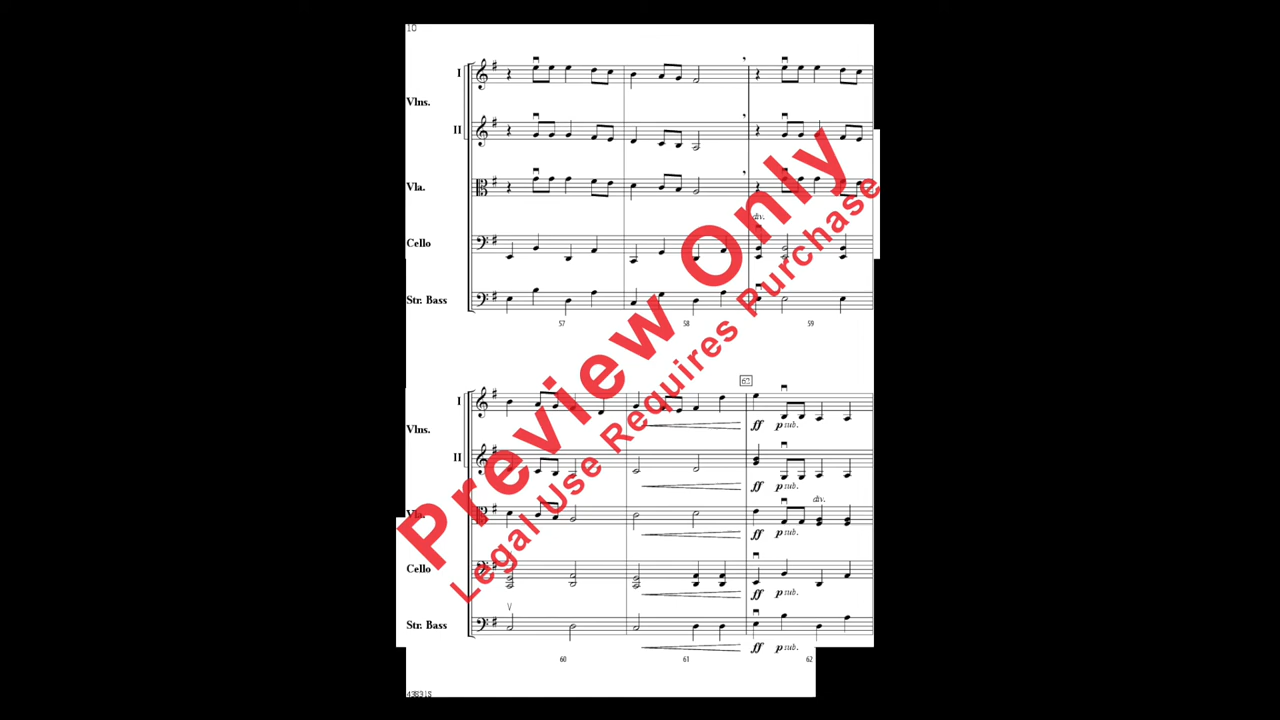 10
I
Vlns.
II
Vla.
div.
Cello
Str. Bass
57 58 59
Preview Only
Legal Use Requires Purchase
62
I
ff p sub.
Vlns.
II
ff p sub.
div.
Vla.
ff p sub.
Cello
ff p sub.
V
Str. Bass
ff p sub.
60 61 62
43831S